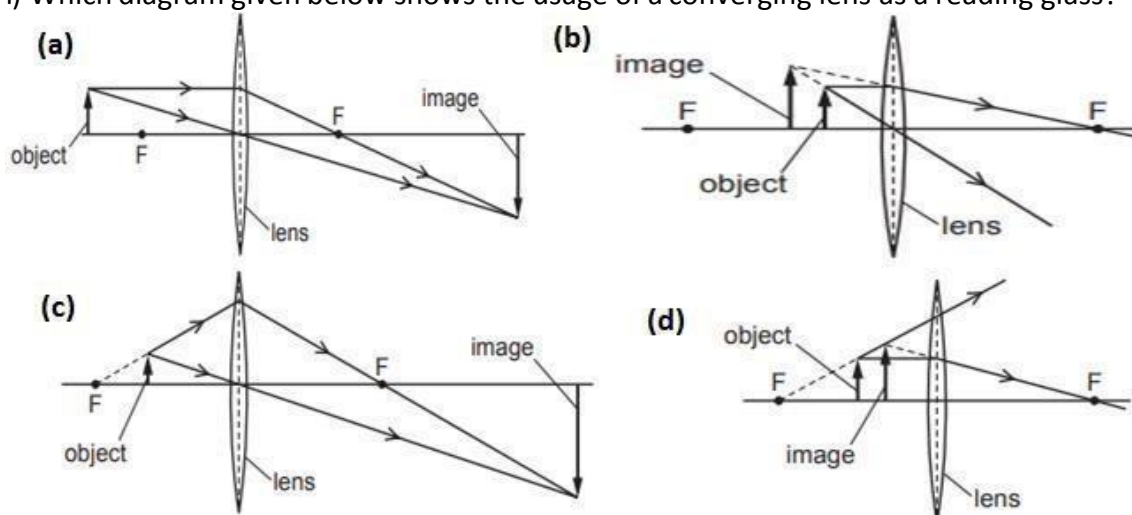 i) Which diagram given below shows the usage of a converging lens as a reading glass?
(a)
image
object
F
F
lens
(b)
image
F
F
object
lens
(c)
image
F
F
object
lens
(d)
object
F
F
image
lens